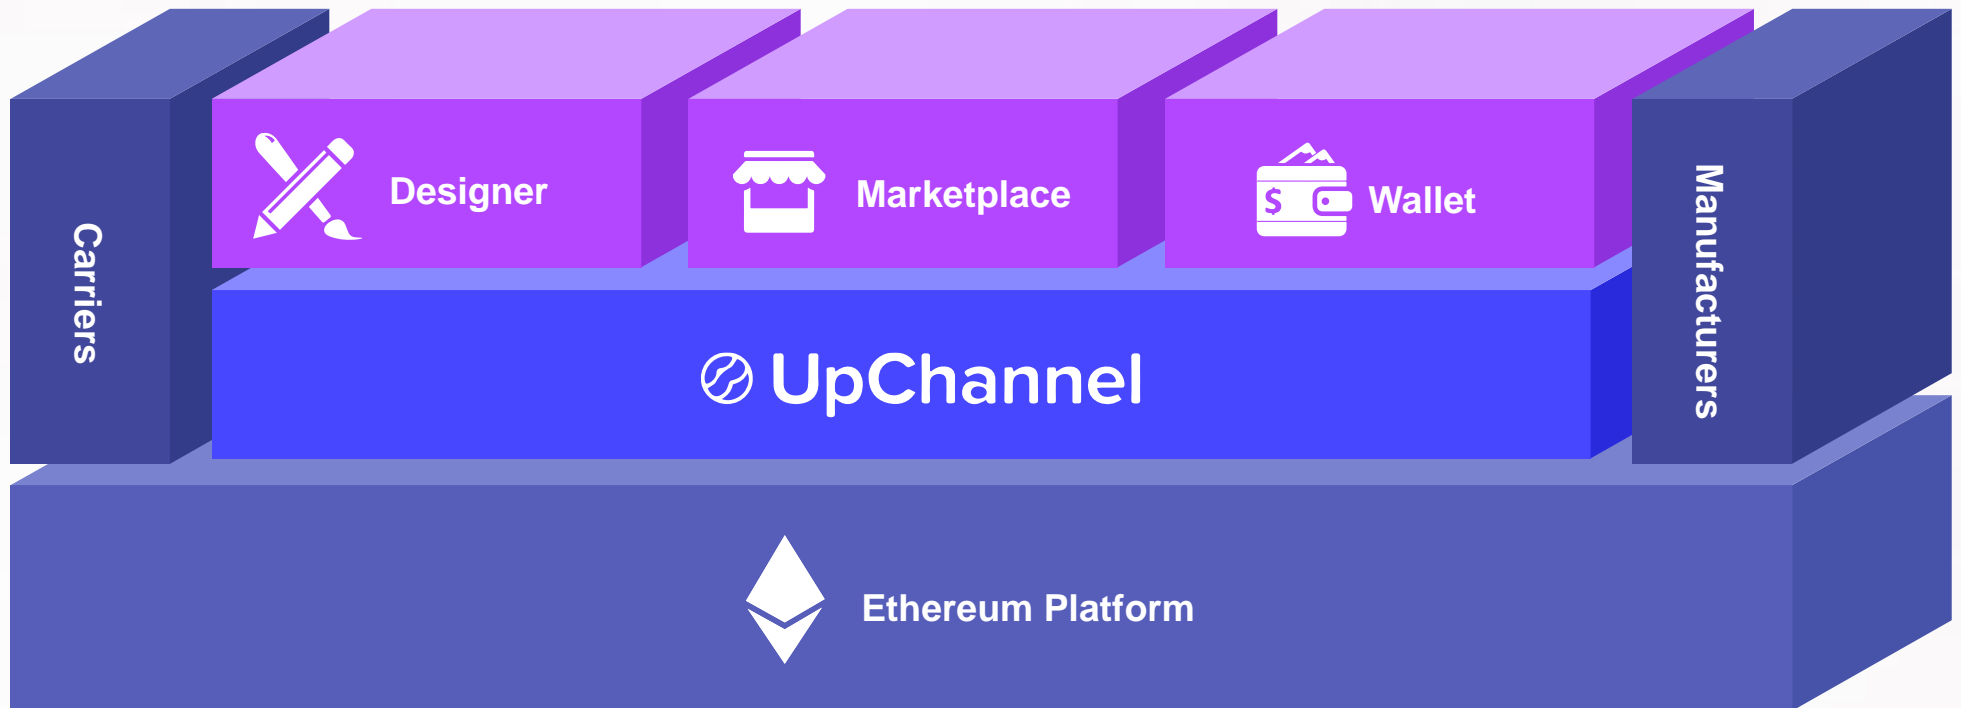 Carriers
Designer
Marketplace
$
Wallet
Manufacturers
UpChannel
Ethereum Platform